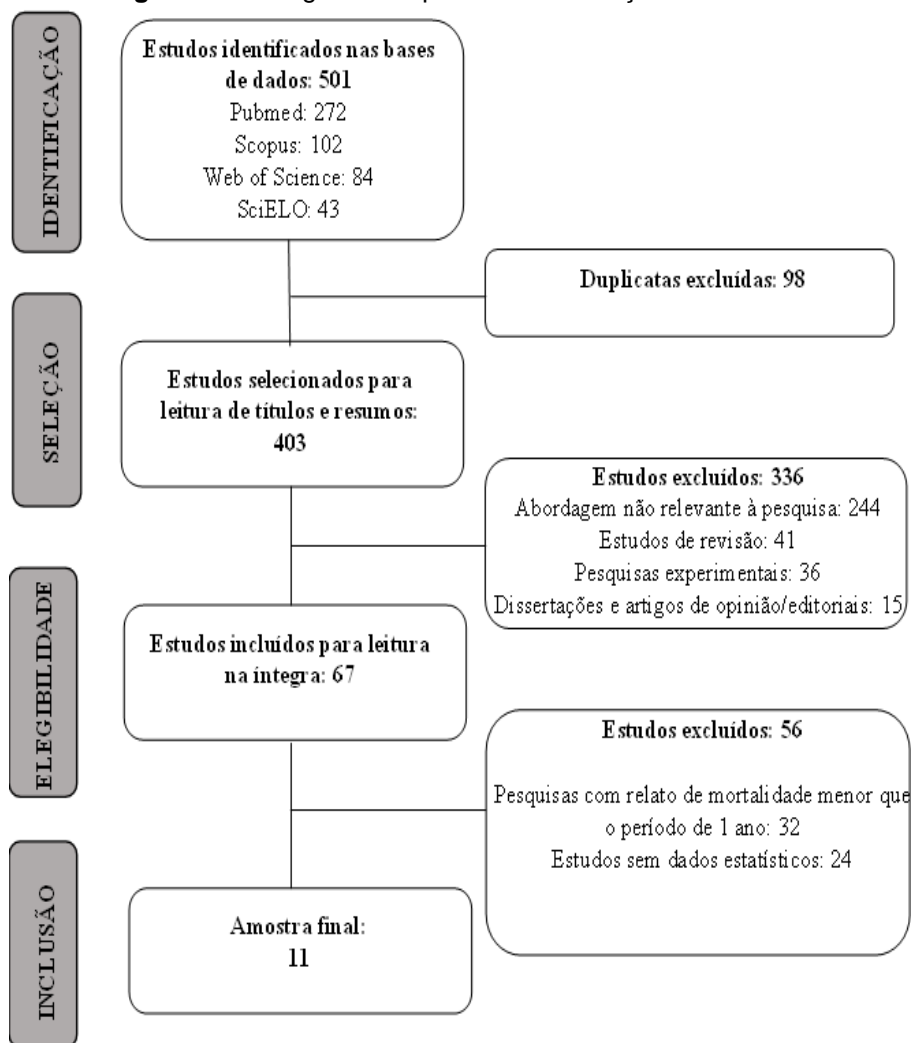 IDENTIFICAÇÃO
Estudos identificados nas bases
de dados: 501
Pubmed: 272
Scopus: 102
Web of Science: 84
SciELO: 43
Duplicatas excluídas: 98
SELEÇÃO
Estudos selecionados para
leitura de títulos e resumos:
403
Estudos excluídos: 336
Abordagem não relevante à pesquisa: 244
Estudos de revisão: 41
Pesquisas experimentais: 36
Dissertações e artigos de opinião/editoriais: 15
ELEGIBILIDADE
Estudos incluídos para leitura
na íntegra: 67
Estudos excluídos: 56
Pesquisas com relato de mortalidade menor que
o período de 1 ano: 32
Estudos sem dados estatísticos: 24
INCLUSÃO
Amostra final:
11